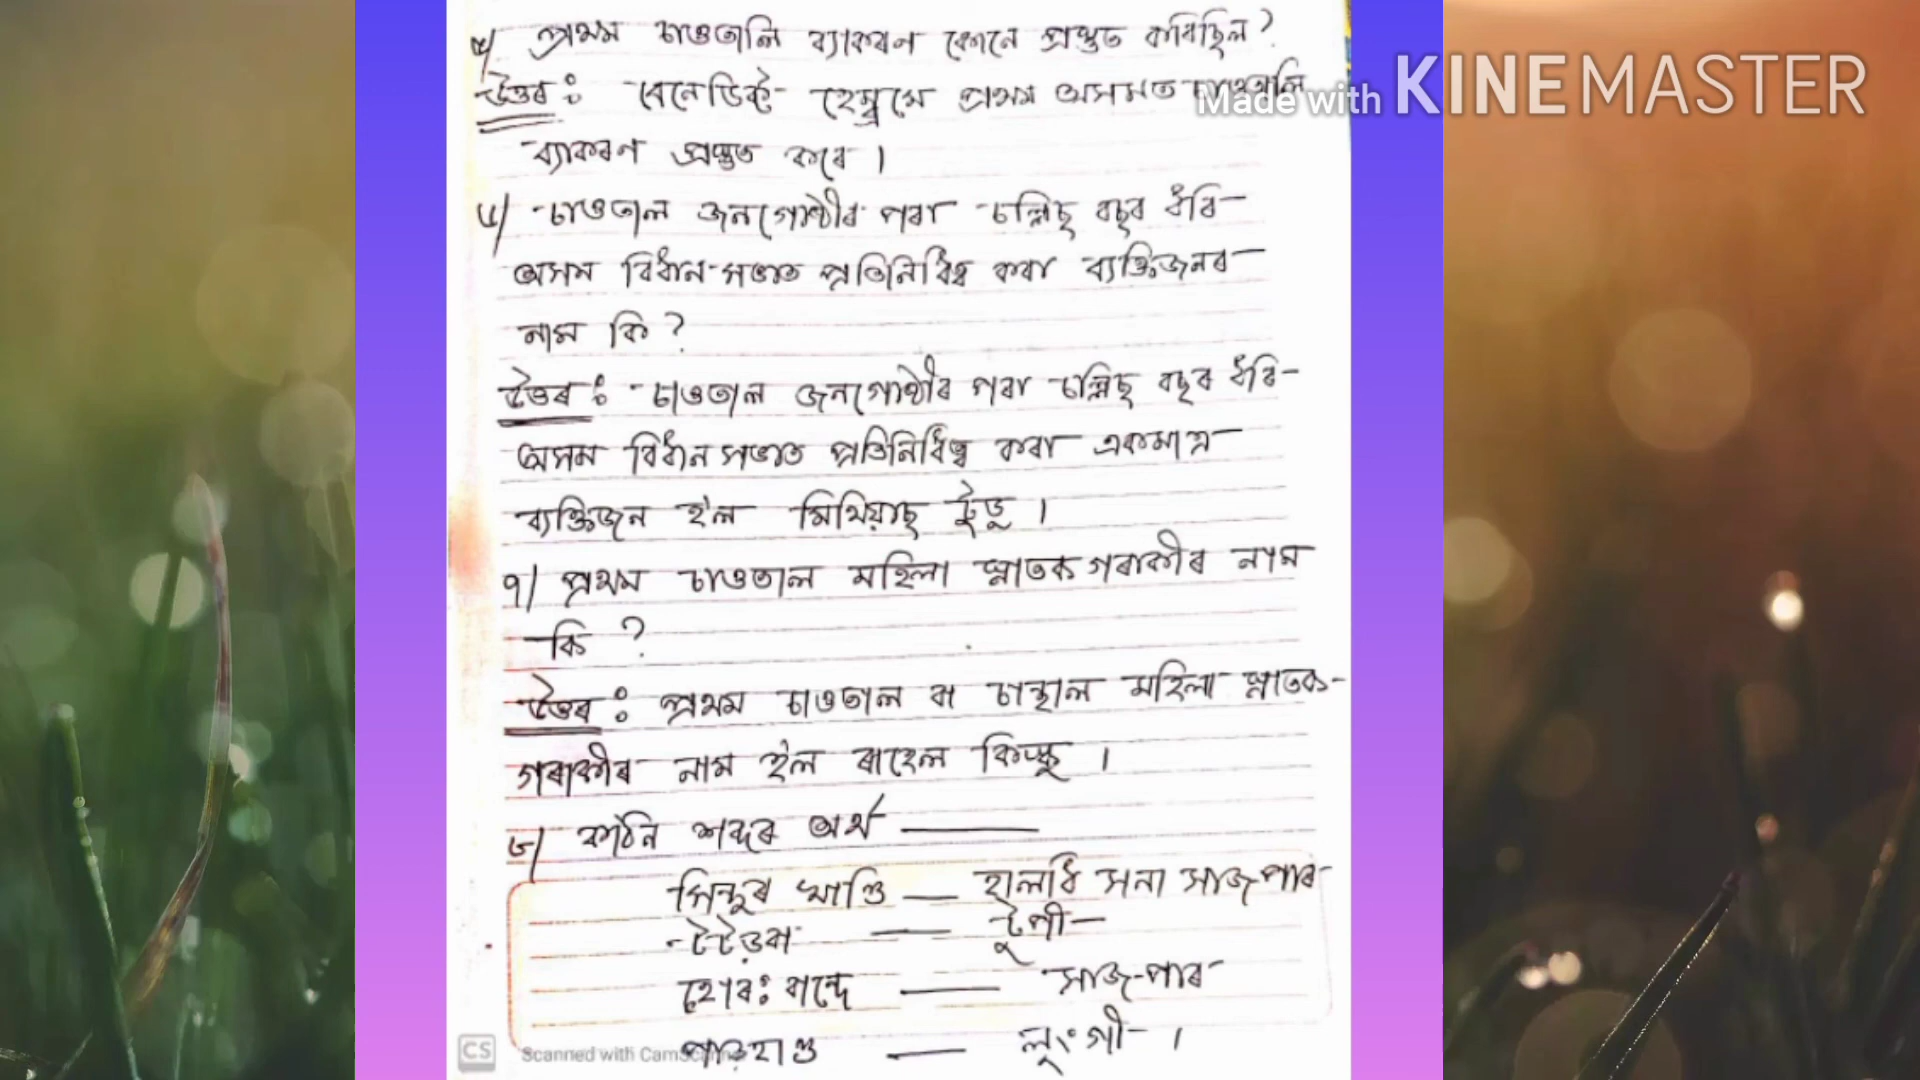 ৫/ প্ৰথম চাওতালি ব্যাকৰণ কোনে প্ৰস্তুত কৰিছিল?
উত্তৰ : বেনেডিক্ট হেম্ব্ৰমে প্ৰথম অসমত চাওতালি
Made with KINEMASTER
ব্যাকৰণ প্ৰস্তুত কৰে ।
৬/ চাওতাল জনগোষ্ঠীৰ পৰা চল্লিছ বছৰ ধৰি
অসম বিধান সভাত প্ৰতিনিধিত্ব কৰা ব্যক্তিজনৰ
নাম কি ?
উত্তৰ : চাওতাল জনগোষ্ঠীৰ পৰা চল্লিছ বছৰ ধৰি
অসম বিধান সভাত প্ৰতিনিধিত্ব কৰা একমাত্ৰ
ব্যক্তিজন হ'ল মিথিয়াছ টুডু ।
৭/ প্ৰথম চাওতাল মহিলা স্নাতক গৰাকীৰ নাম
কি ?
উত্তৰ : প্ৰথম চাওতাল বা চান্থাল মহিলা স্নাতক
গৰাকীৰ নাম হ'ল ৰাহেল কিস্কু ।
৮/ কঠিন শব্দৰ অৰ্থ ———
সিন্দুৰ খাণ্ডি — হালধি সনা সাজপাৰ
— টুপী
হোৰঃ বান্দে — সাজ-পাৰ
পাড়হাণ্ড — লুংগী ।
CS Scanned with CamScanner